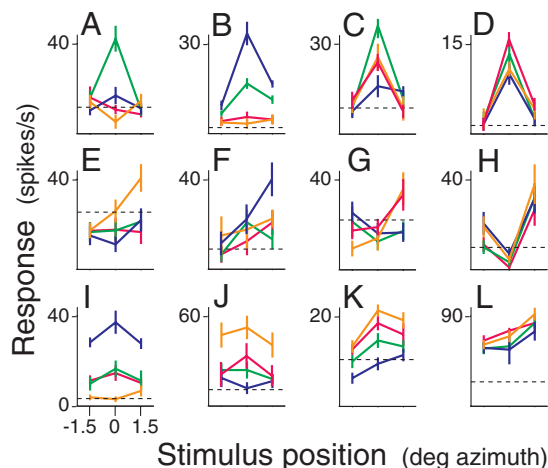 A B C D
40 30 30 15
E F G H
40 40 40 40
I J K L
40 60 20 90
0
-1.5 0 1.5
Response (spikes/s)
Stimulus position (deg azimuth)